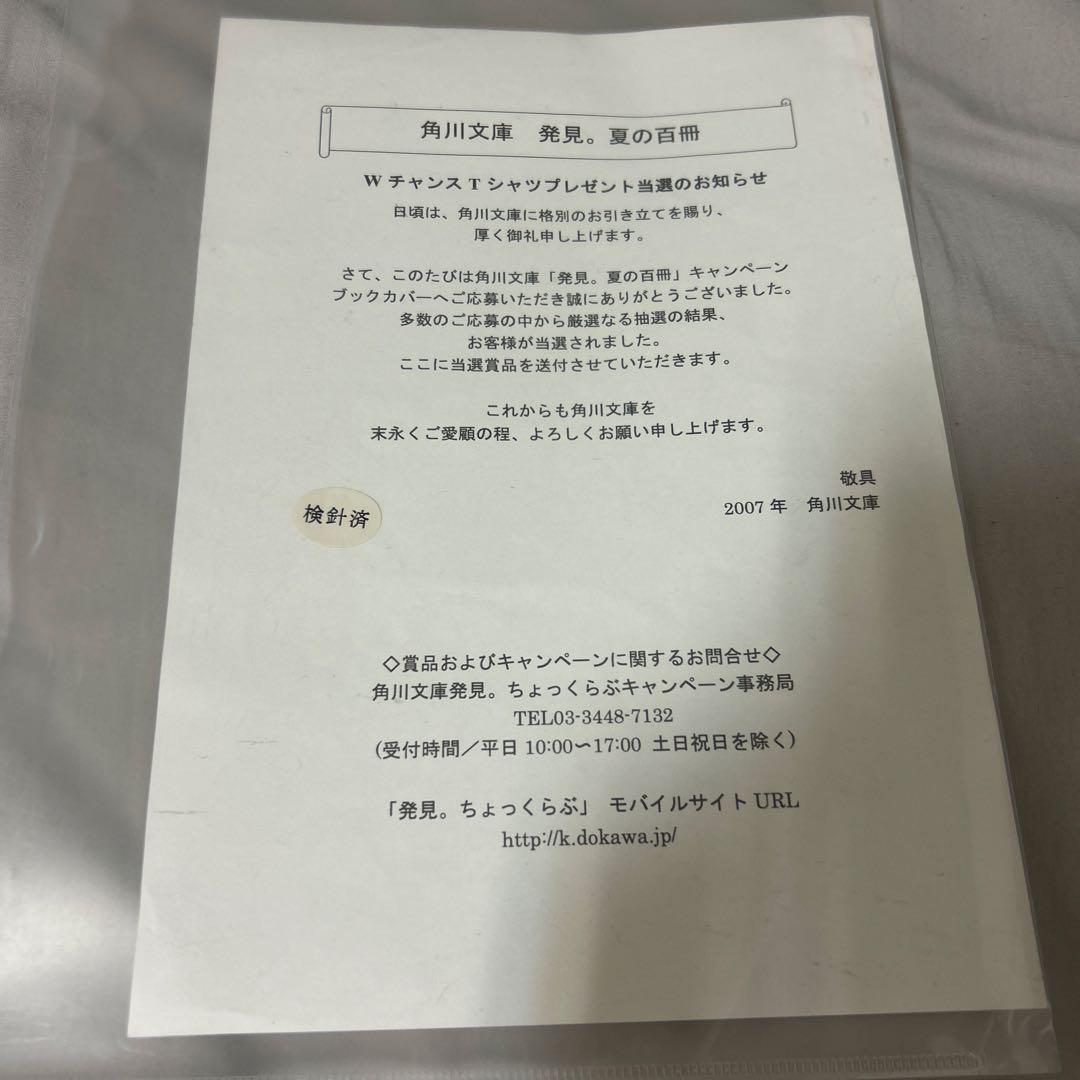 角川文庫　発見。夏の百冊
WチャンスTシャツプレゼント当選のお知らせ
日頃は、角川文庫に格別のお引き立てを賜り、
厚く御礼申し上げます。
さて、このたびは角川文庫「発見。夏の百冊」キャンペーン
ブックカバーへご応募いただき誠にありがとうございました。
多数のご応募の中から厳選なる抽選の結果、
お客様が当選されました。
ここに当選賞品を送付させていただきます。
これからも角川文庫を
末永くご愛顧の程、よろしくお願い申し上げます。
敬具
2007年　角川文庫
検針済
◇賞品およびキャンペーンに関するお問合せ◇
角川文庫発見。ちょっくらぶキャンペーン事務局
TEL03-3448-7132
(受付時間／平日10:00〜17:00 土日祝日を除く)
「発見。ちょっくらぶ」 モバイルサイトURL
http://k.dokawa.jp/